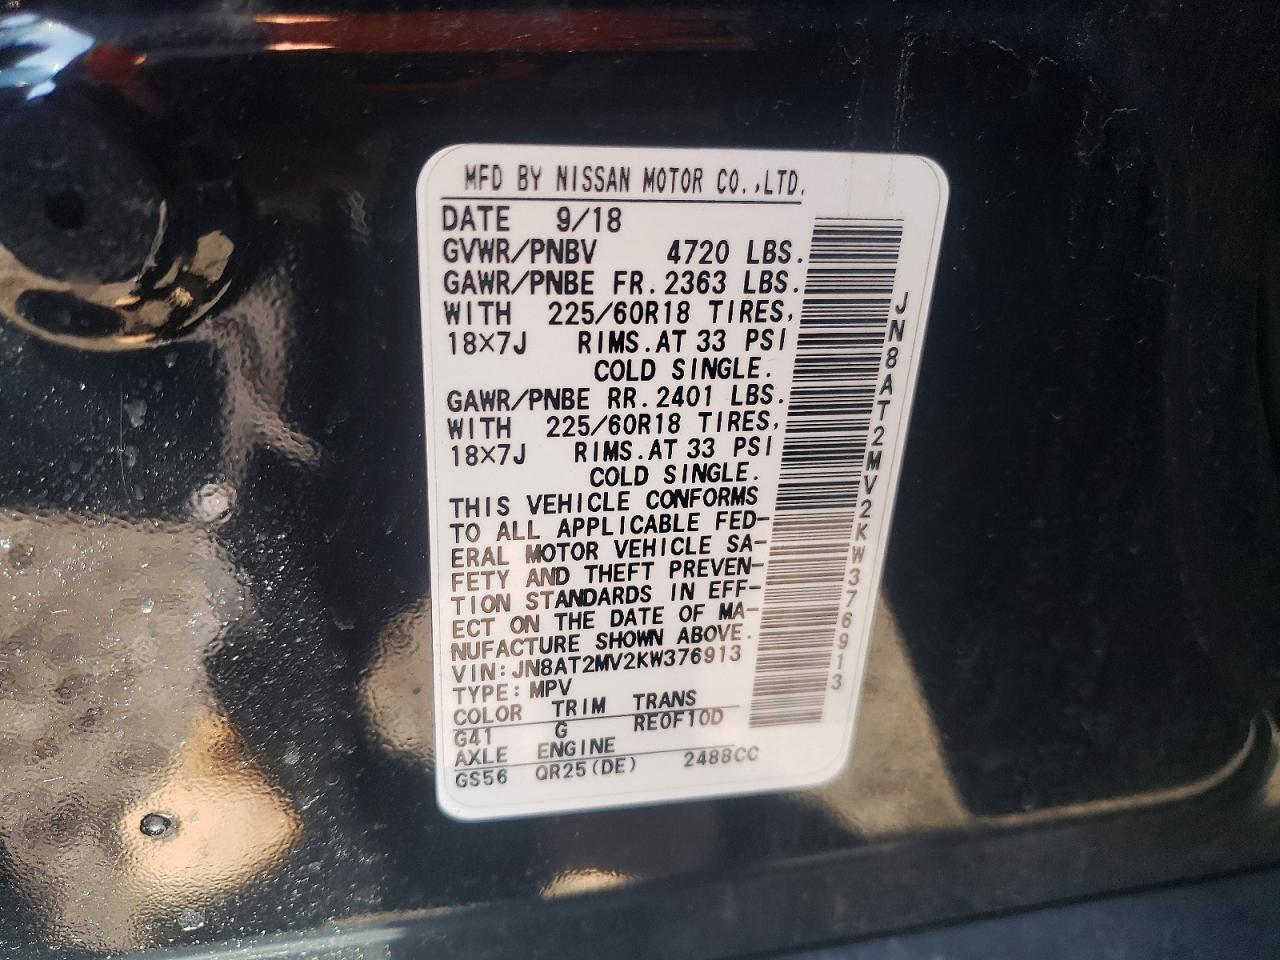 MFD BY NISSAN MOTOR CO.,LTD.
DATE 9/18
GVWR/PNBV 4720 LBS.
GAWR/PNBE FR. 2363 LBS.
WITH 225/60R18 TIRES,
18X7J RIMS. AT 33 PSI
COLD SINGLE.
GAWR/PNBE RR. 2401 LBS.
WITH 225/60R18 TIRES,
18X7J RIMS. AT 33 PSI
COLD SINGLE.
THIS VEHICLE CONFORMS
TO ALL APPLICABLE FED-
ERAL MOTOR VEHICLE SA-
FETY AND THEFT PREVEN-
TION STANDARDS IN EFF-
ECT ON THE DATE OF MA-
NUFACTURE SHOWN ABOVE.
VIN: JN8AT2MV2KW376913
TYPE: MPV
COLOR TRIM TRANS
G41 G RE0F10D
AXLE ENGINE
GS56 QR25(DE) 2488CC
JN8AT2MV2KW376913